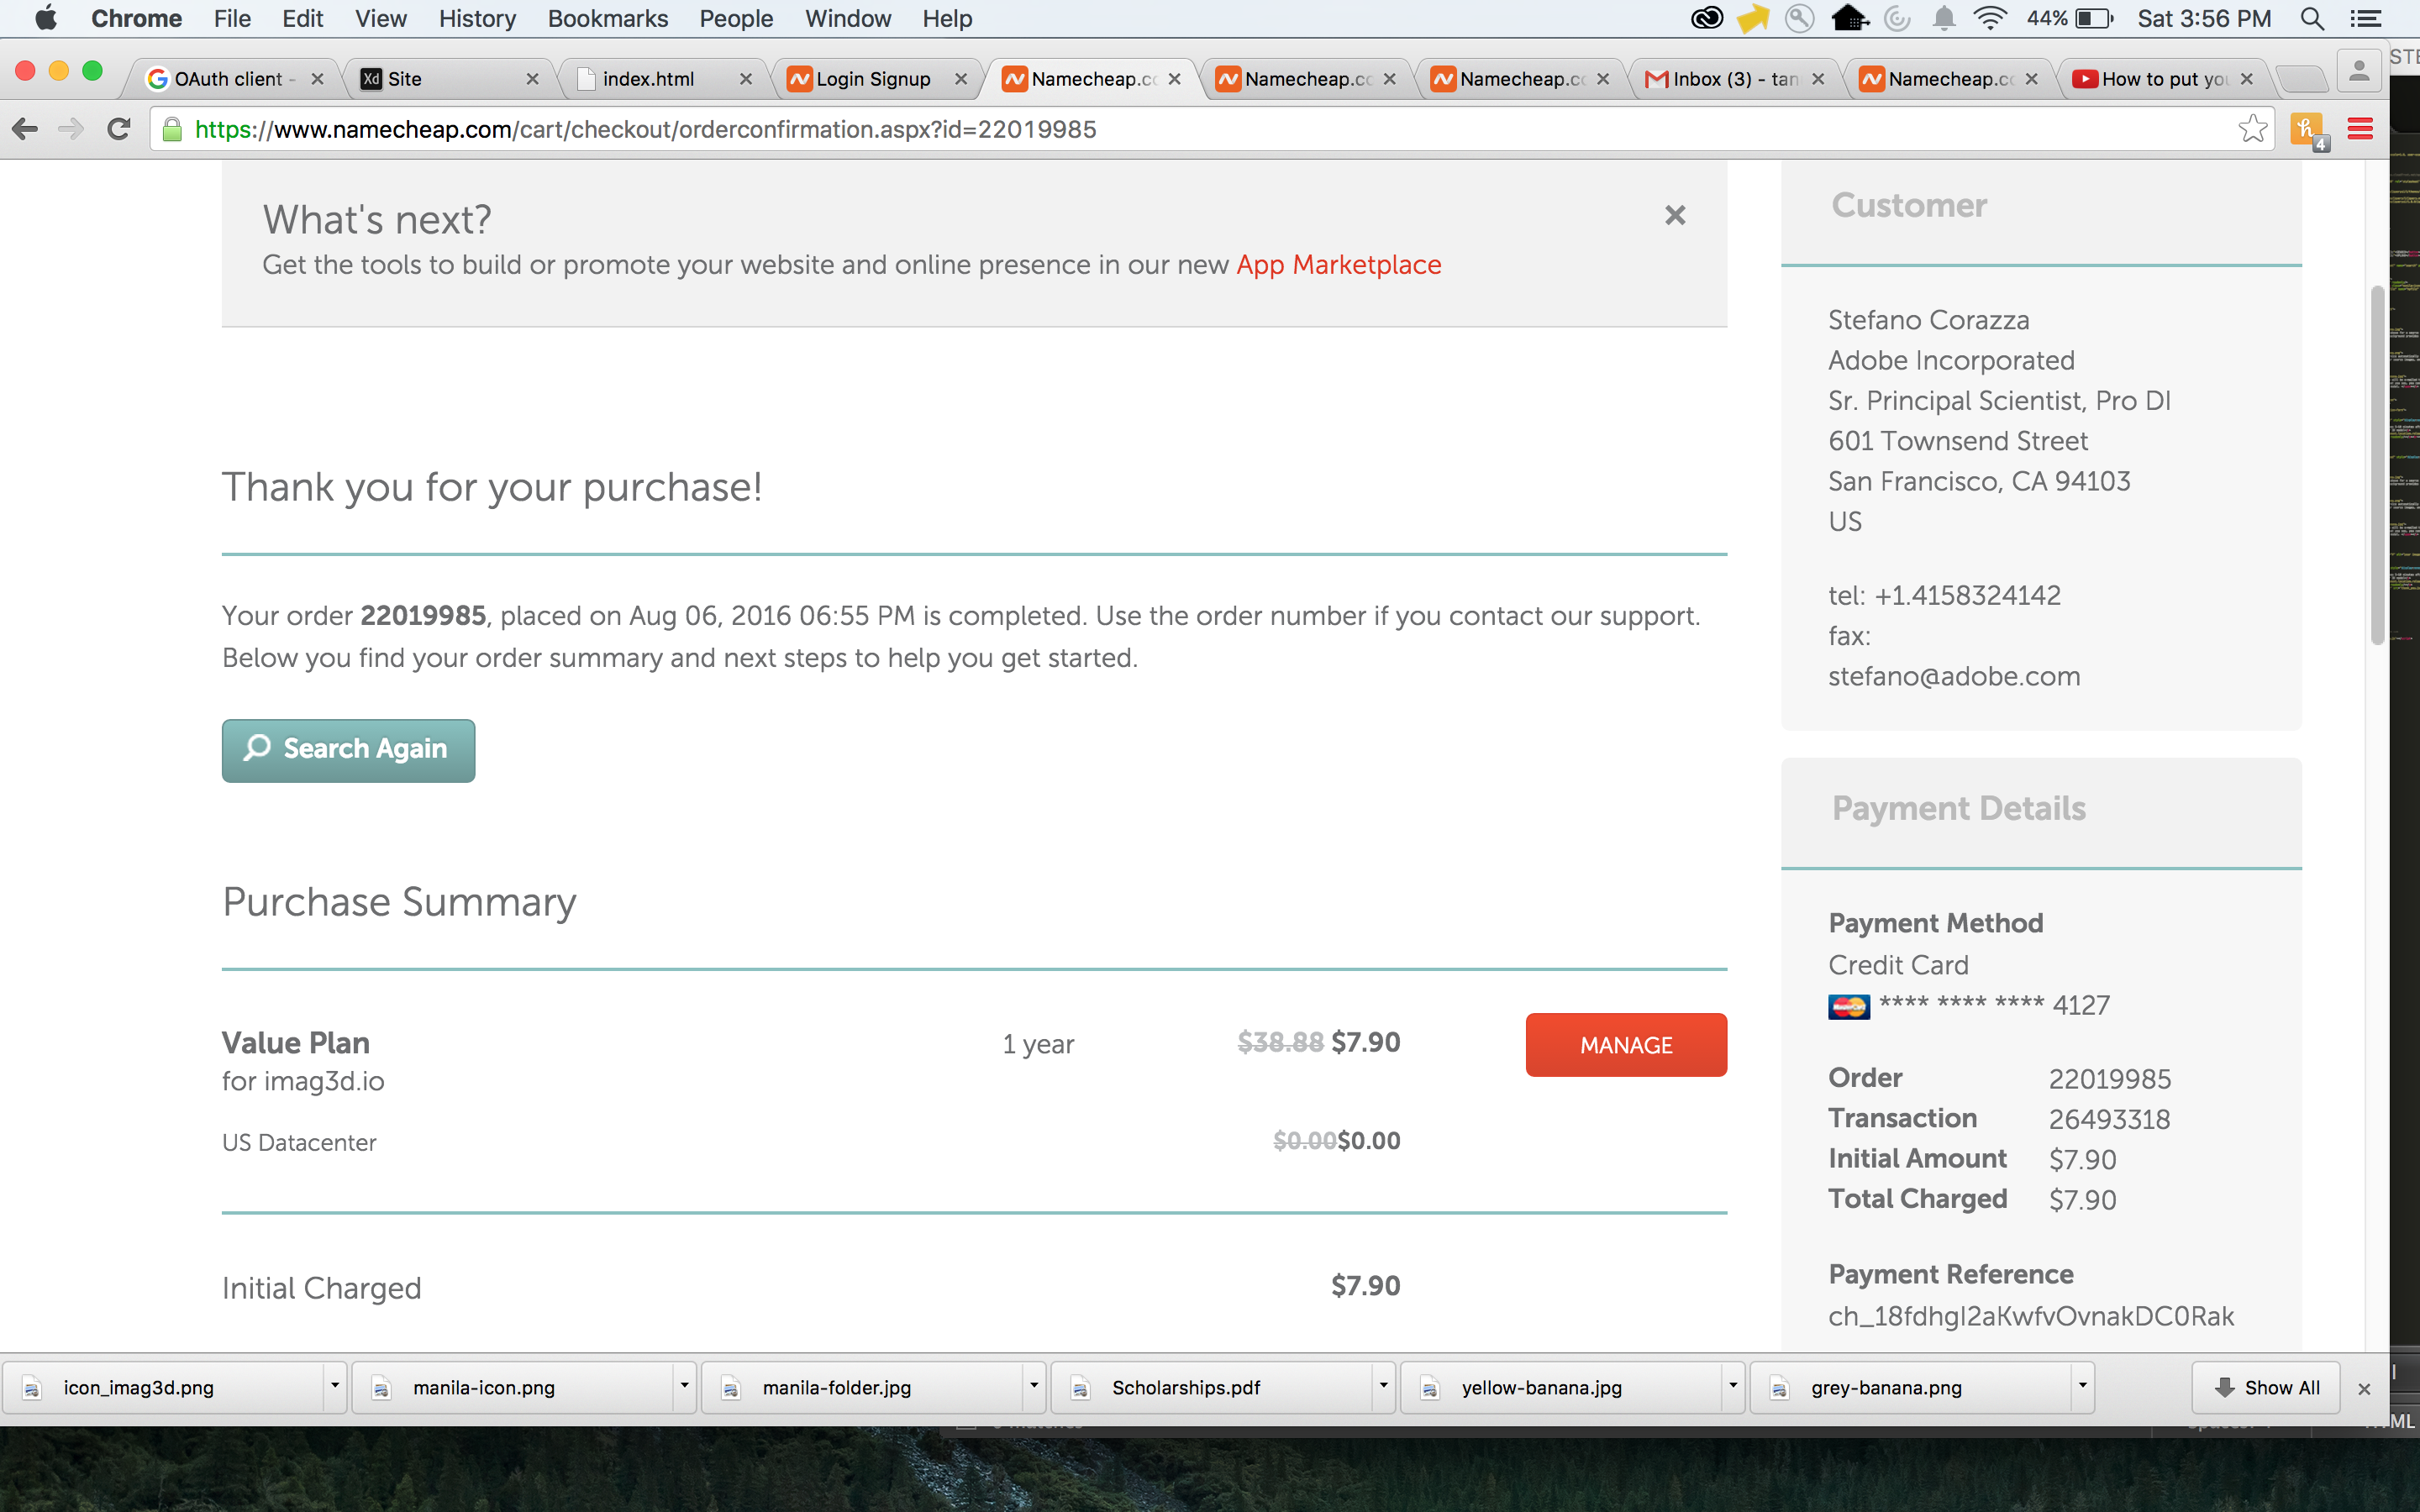 Chrome File Edit View History Bookmarks People Window Help 44% Sat 3:56 PM
OAuth client - Site index.html Login Signup Namecheap.co Namecheap.co Namecheap.co Inbox (3) - tan Namecheap.co How to put you
https://www.namecheap.com/cart/checkout/orderconfirmation.aspx?id=22019985
4
What's next?
Get the tools to build or promote your website and online presence in our new App Marketplace
Thank you for your purchase!
Your order 22019985, placed on Aug 06, 2016 06:55 PM is completed. Use the order number if you contact our support.
Below you find your order summary and next steps to help you get started.
Search Again
Purchase Summary
Value Plan 1 year $38.88 $7.90 MANAGE
for imag3d.io
US Datacenter $0.00$0.00
Initial Charged $7.90
Customer
Stefano Corazza
Adobe Incorporated
Sr. Principal Scientist, Pro DI
601 Townsend Street
San Francisco, CA 94103
US
tel: +1.4158324142
fax:
stefano@adobe.com
Payment Details
Payment Method
Credit Card
**** **** **** 4127
Order 22019985
Transaction 26493318
Initial Amount $7.90
Total Charged $7.90
Payment Reference
ch_18fdhgI2aKwfvOvnakDC0Rak
icon_imag3d.png manila-icon.png manila-folder.jpg Scholarships.pdf yellow-banana.jpg grey-banana.png Show All